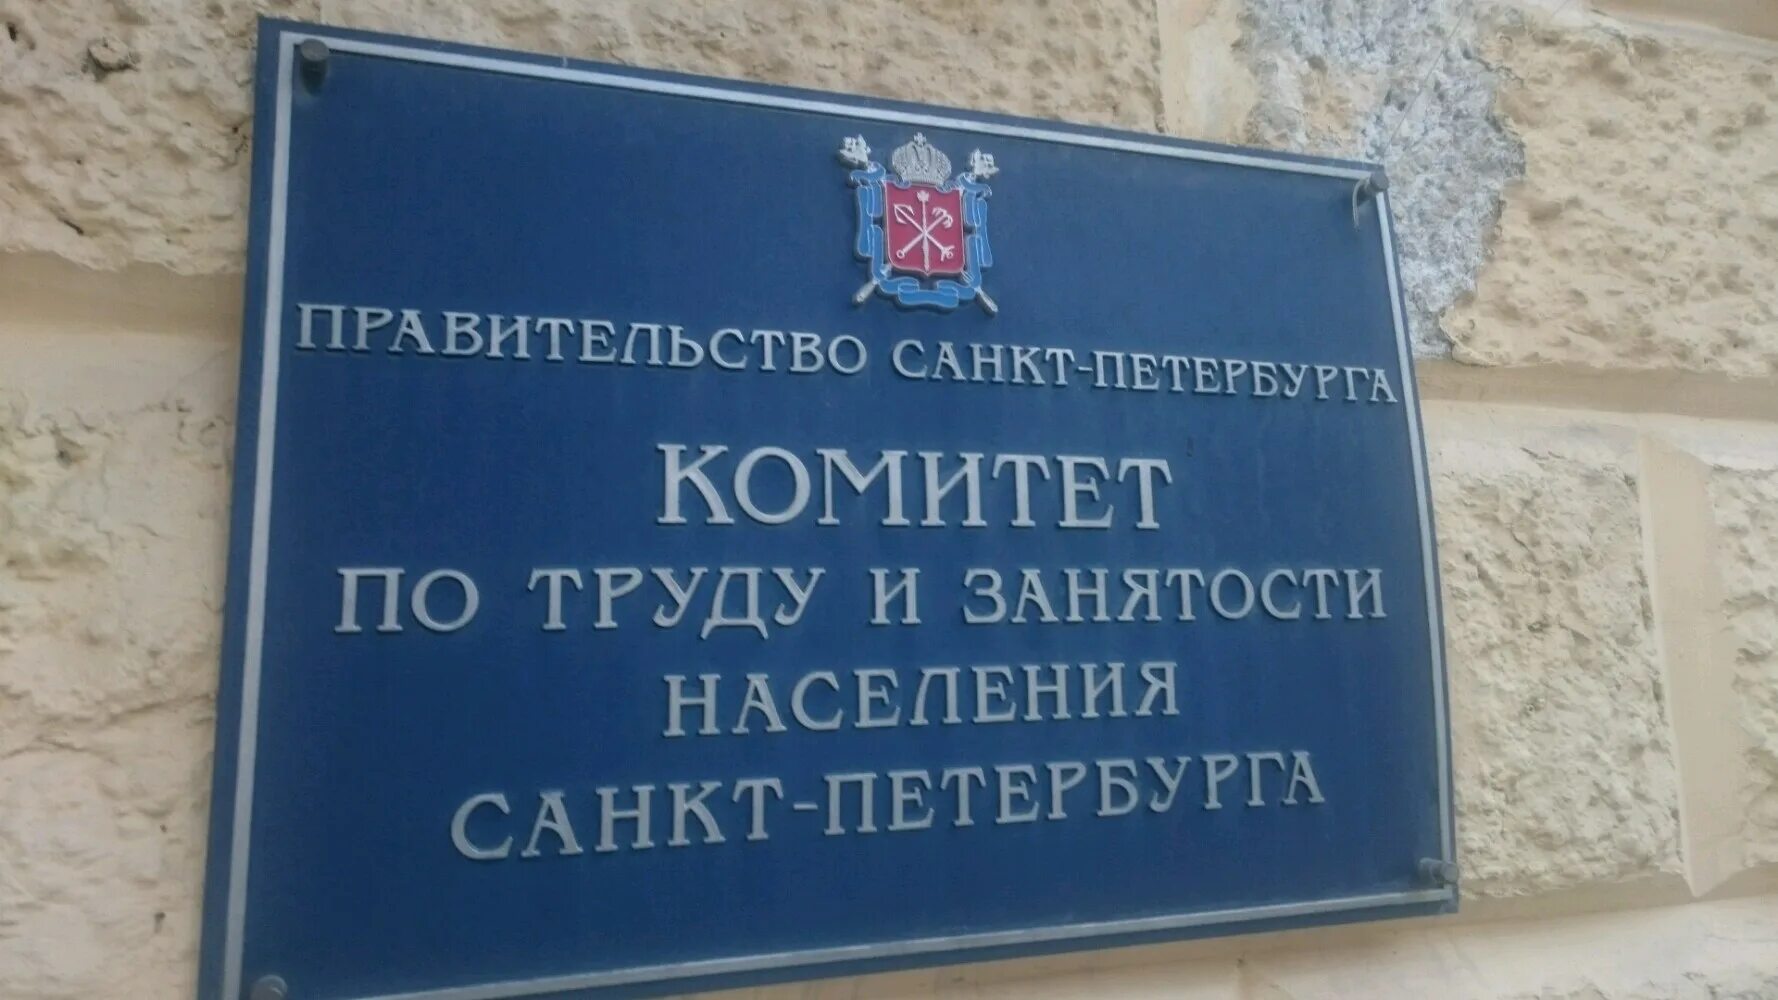 ПРАВИТЕЛЬСТВО САНКТ-ПЕТЕРБУРГА
КОМИТЕТ
ПО ТРУДУ И ЗАНЯТОСТИ
НАСЕЛЕНИЯ
САНКТ-ПЕТЕРБУРГА